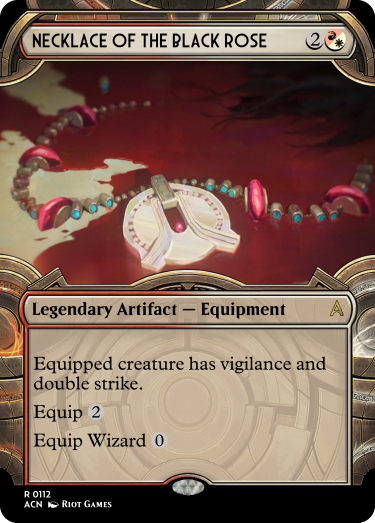 NECKLACE OF THE BLACK ROSE 2
Legendary Artifact — Equipment
Equipped creature has vigilance and
double strike.
Equip 2
Equip Wizard 0
R 0112
ACN Riot Games